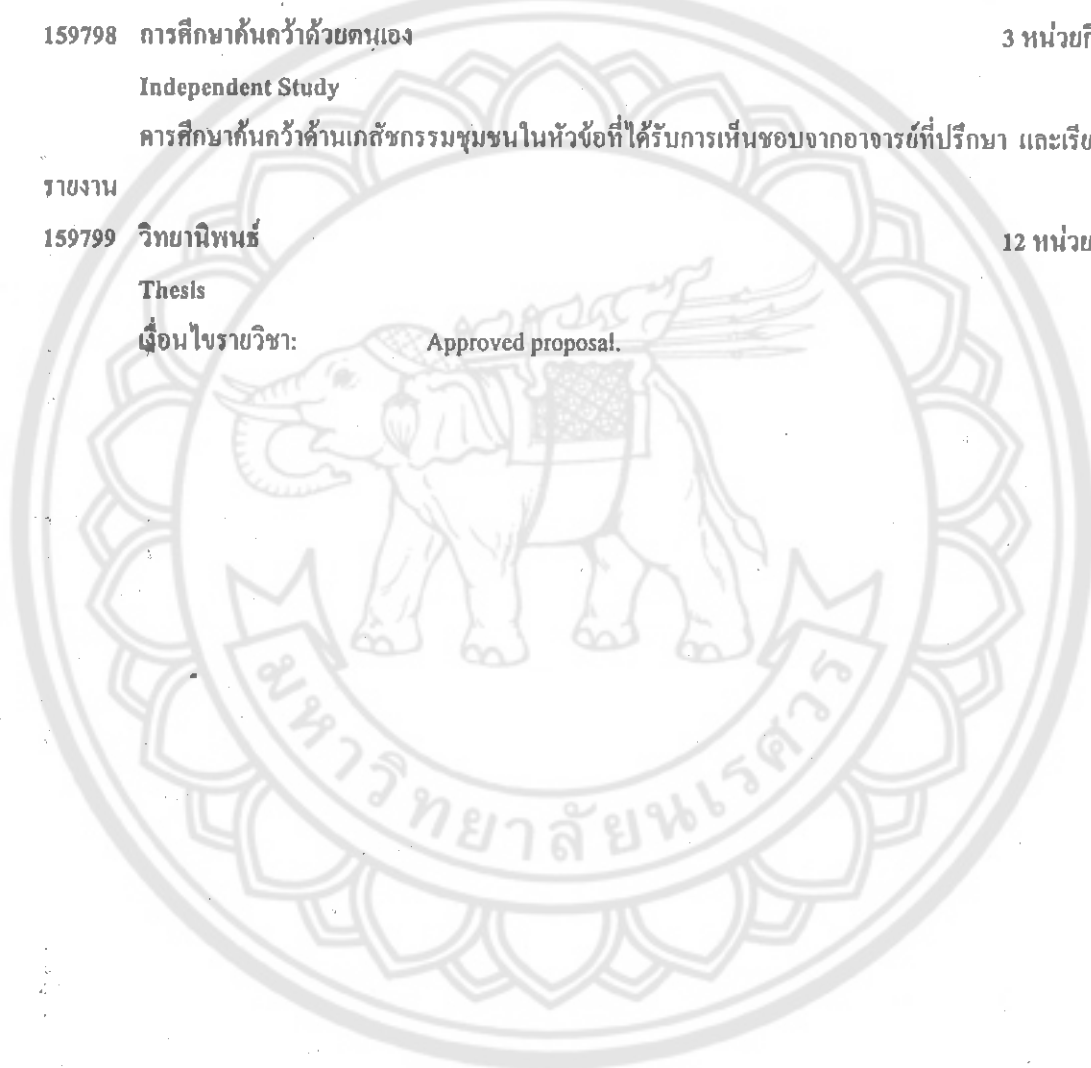 159798 การศึกษาค้นคว้าด้วยตนเอง 3 หน่วยกิ
Independent Study
การศึกษาค้นคว้าด้านเภสัชกรรมชุมชนในหัวข้อที่ได้รับการเห็นชอบจากอาจารย์ที่ปรึกษา และเรีย
รายงาน
159799 วิทยานิพนธ์ 12 หน่วย
Thesis
เงื่อนไขรายวิชา: Approved proposal.
มหาวิทยาลัยนเรศวร